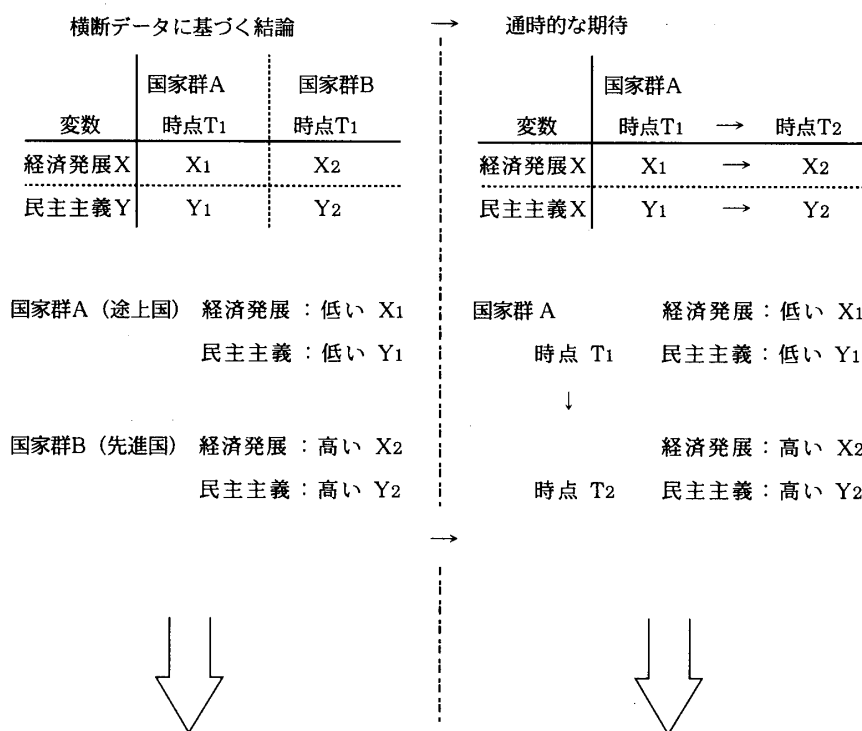 横断データに基づく結論 → 通時的な期待
国家群A 国家群B
変数 時点T1 時点T1
経済発展X X1 X2
民主主義Y Y1 Y2
国家群A
変数 時点T1 → 時点T2
経済発展X X1 → X2
民主主義X Y1 → Y2
国家群A（途上国） 経済発展：低い X1
民主主義：低い Y1
国家群B（先進国） 経済発展：高い X2
民主主義：高い Y2
→
国家群A 経済発展：低い X1
時点 T1 民主主義：低い Y1
↓
経済発展：高い X2
時点 T2 民主主義：高い Y2